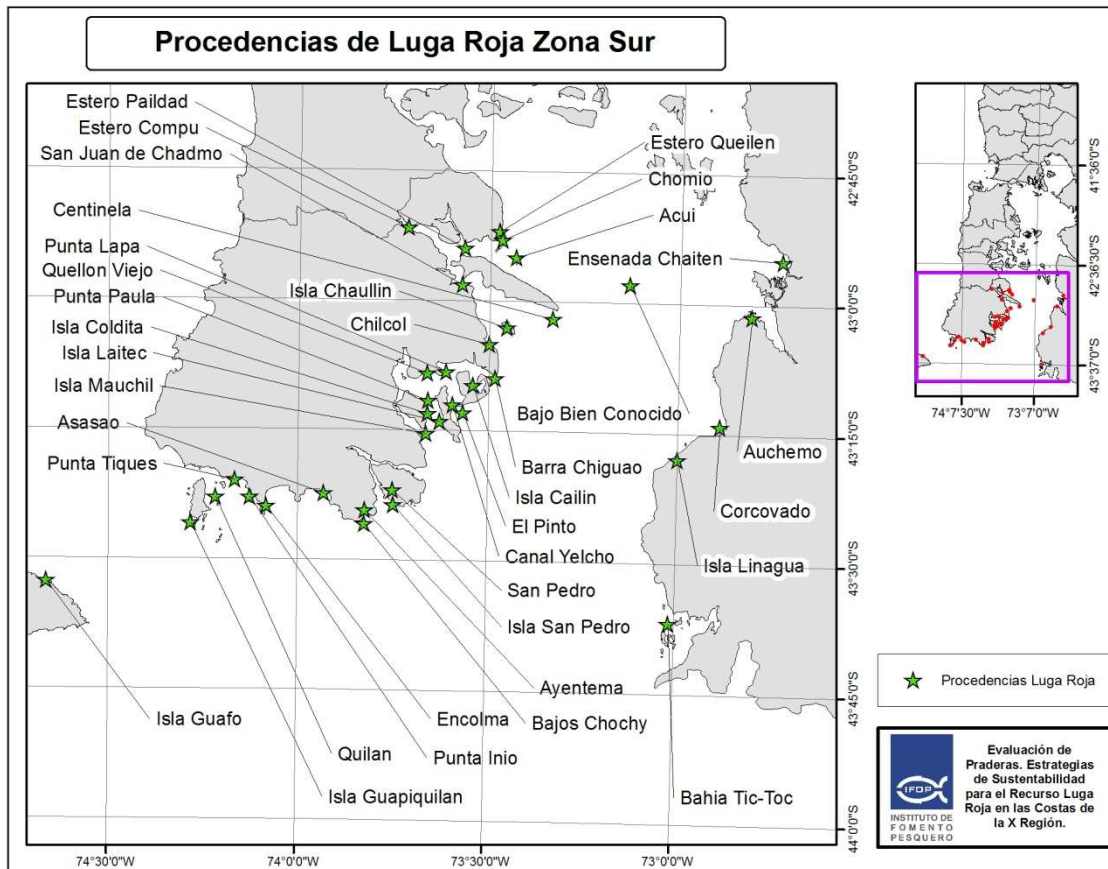 Procedencias de Luga Roja Zona Sur
Estero Paildad
Estero Compu
San Juan de Chadmo
Centinela
Punta Lapa
Quellon Viejo
Punta Paula
Isla Coldita
Isla Laitec
Isla Mauchil
Asasao
Punta Tiques
Isla Chaullin
Chilcol
Estero Queilen
Chomio
Acui
Ensenada Chaiten
Bajo Bien Conocido
Auchemo
Corcovado
Isla Linagua
Barra Chiguao
Isla Cailin
El Pinto
Canal Yelcho
San Pedro
Isla San Pedro
Ayentema
Bajos Chochy
Encolma
Punta Inio
Quilan
Isla Guapiquilan
Isla Guafo
Bahia Tic-Toc
42°45'0"S
43°0'0"S
43°15'0"S
43°30'0"S
43°45'0"S
44°0'0"S
74°30'0"W
74°0'0"W
73°30'0"W
73°0'0"W
41°36'0"S
42°36'30"S
43°37'0"S
74°7'30"W
73°7'0"W
Procedencias Luga Roja
IFOP
INSTITUTO DE
FOMENTO
PESQUERO
Evaluación de
Praderas. Estrategias
de Sustentabilidad
para el Recurso Luga
Roja en las Costas de
la X Región.